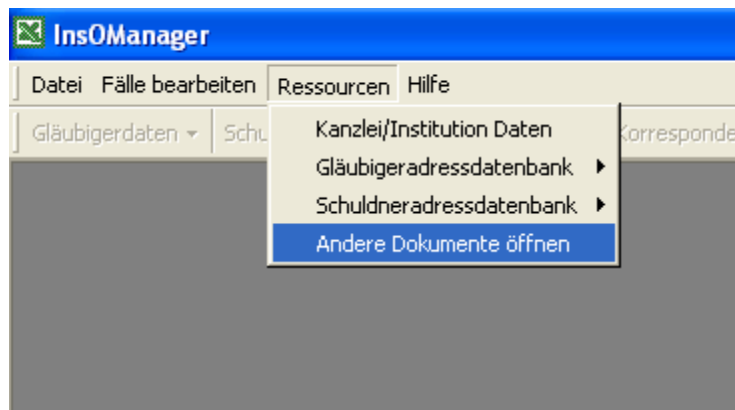 InsOManager
Datei Fälle bearbeiten Ressourcen Hilfe
Gläubigerdaten
Kanzlei/Institution Daten
Gläubigeradressdatenbank
Schuldneradressdatenbank
Andere Dokumente öffnen